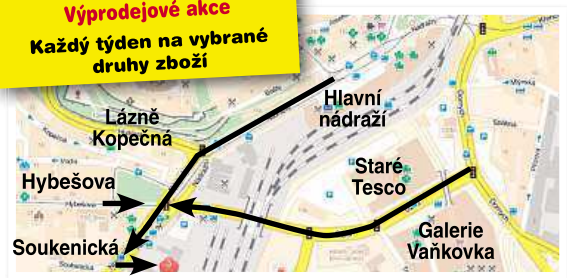 Výprodejové akce
Každý týden na vybrané
druhy zboží
Hlavní
nádraží
Lázně
Kopečná
Hybešova
Staré
Tesco
Soukenická
Galerie
Vaňkovka